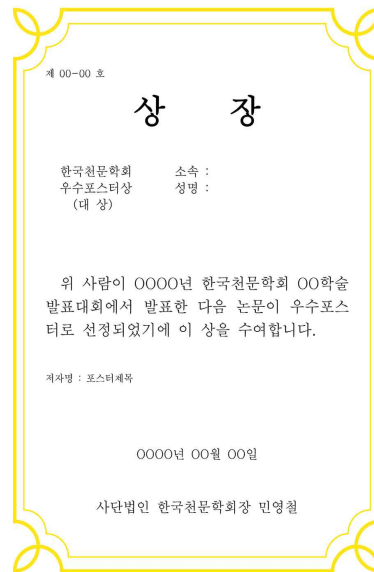 제 00-00 호
상 장
한국천문학회 소속 :
우수포스터상 성명 :
(대 상)
위 사람이 OOOO년 한국천문학회 OO학술
발표대회에서 발표한 다음 논문이 우수포스
터로 선정되었기에 이 상을 수여합니다.
저자명 : 포스터제목
OOOO년 OO월 OO일
사단법인 한국천문학회장 민영철